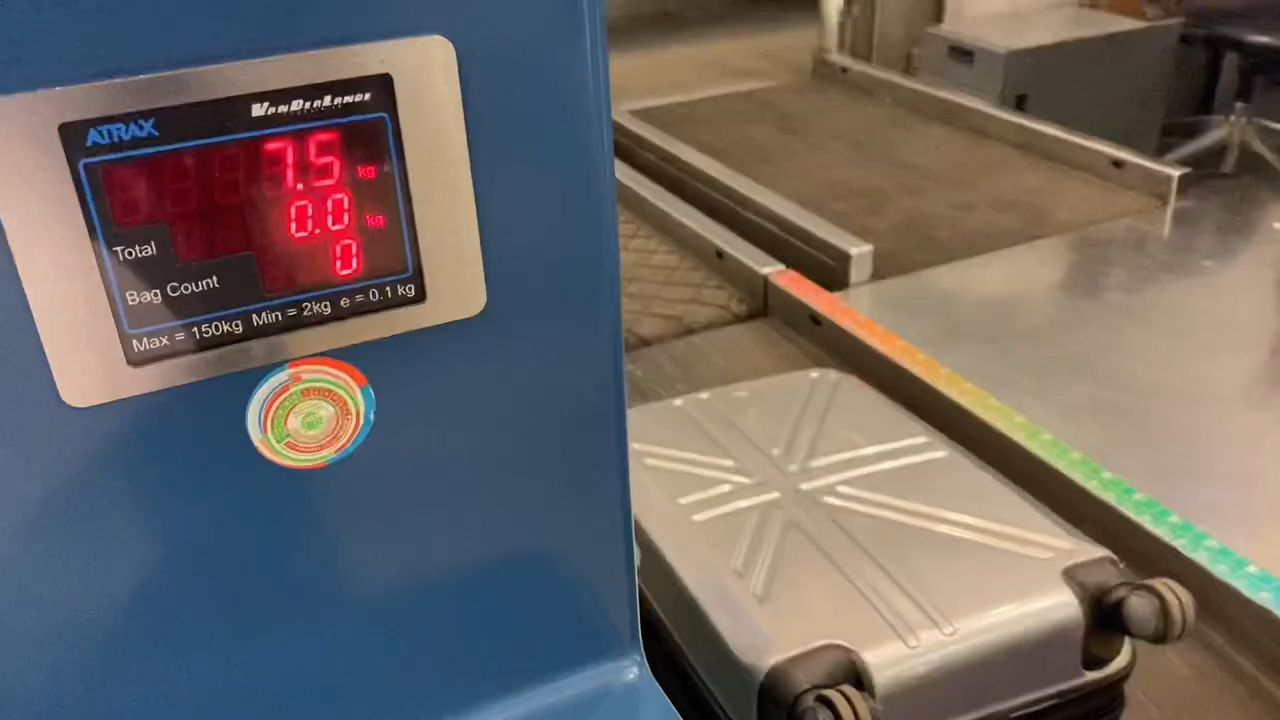 VANDERLANDE
ATRAX
7.5 kg
0.0 kg
Total
0
Bag Count
Max = 150kg Min = 2kg e = 0.1 kg